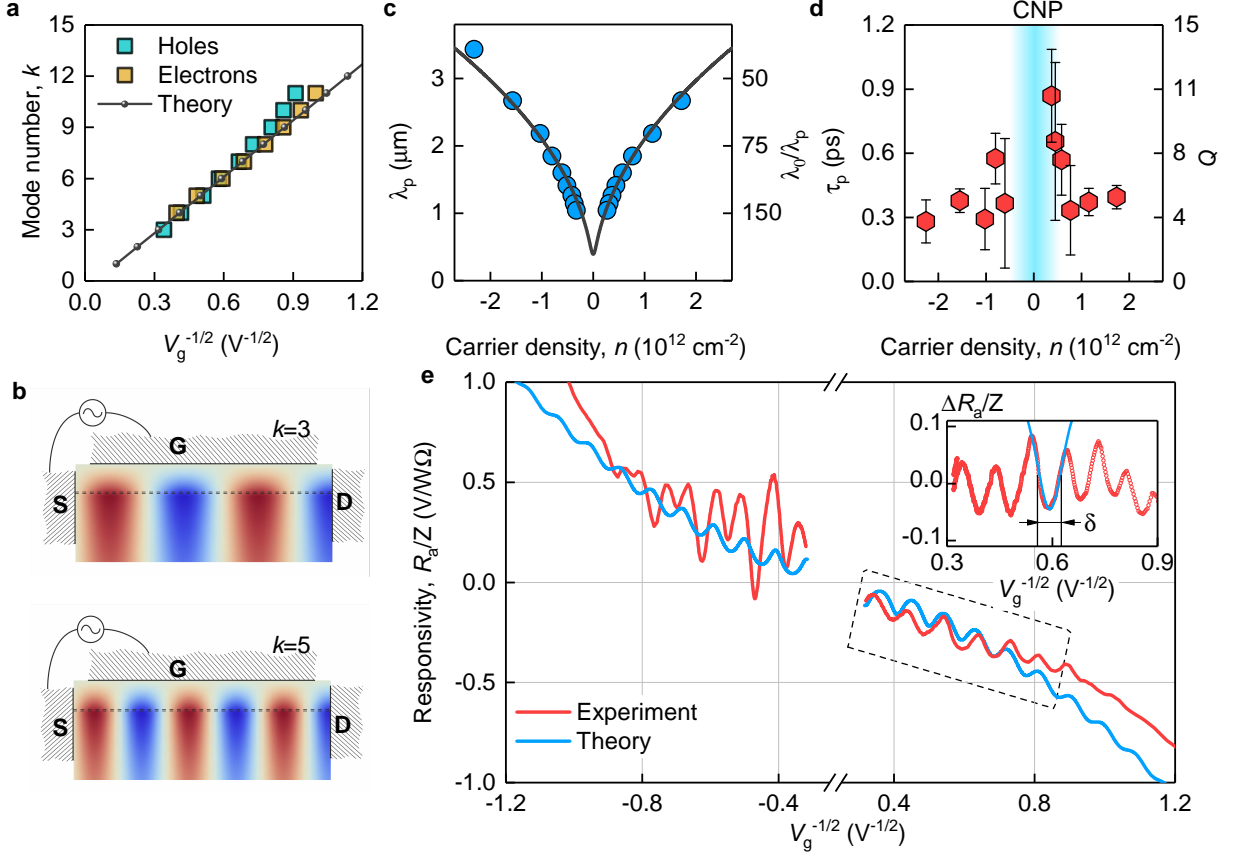 a
Mode number, k
15
12
9
6
3
0
Holes
Electrons
Theory
0.0 0.3 0.6 0.9 1.2
Vg-1/2 (V-1/2)
b
G
k=3
S
D
G
k=5
S
D
c
λp (μm)
3
2
1
0
50
75
150
λ0/λp
-2 -1 0 1 2
Carrier density, n (10^12 cm-2)
d
CNP
τp (ps)
1.2
0.9
0.6
0.3
0.0
15
11
8
4
0
Q
-2 -1 0 1 2
Carrier density, n (10^12 cm-2)
e
Responsivity, Ra/Z (V/WΩ)
1.0
0.5
0.0
-0.5
-1.0
Experiment
Theory
-1.2 -0.8 -0.4 0.4 0.8 1.2
Vg-1/2 (V-1/2)
ΔRa/Z
0.1
0.0
-0.1
δ
0.3 0.6 0.9
Vg-1/2 (V-1/2)